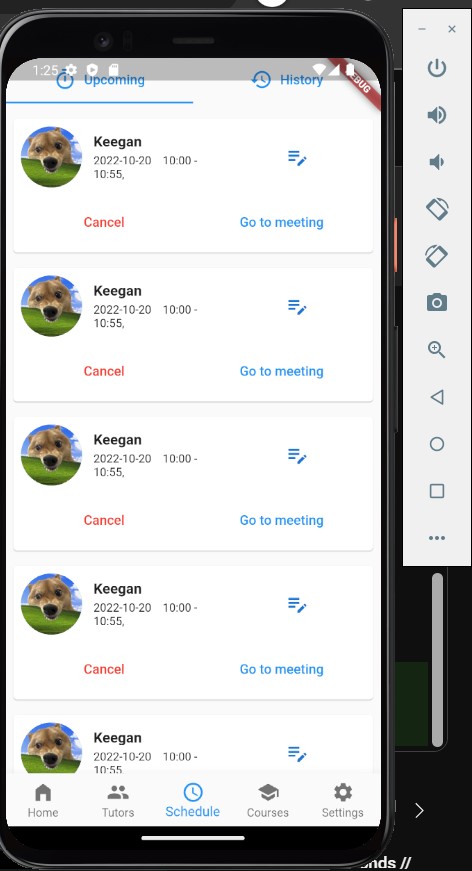 1:25
Upcoming
History
Keegan
2022-10-20 10:00 -
10:55,
Cancel
Go to meeting
Keegan
2022-10-20 10:00 -
10:55,
Cancel
Go to meeting
Keegan
2022-10-20 10:00 -
10:55,
Cancel
Go to meeting
Keegan
2022-10-20 10:00 -
10:55,
Cancel
Go to meeting
Keegan
2022-10-20 10:00 -
10:55,
Home
Tutors
Schedule
Courses
Settings